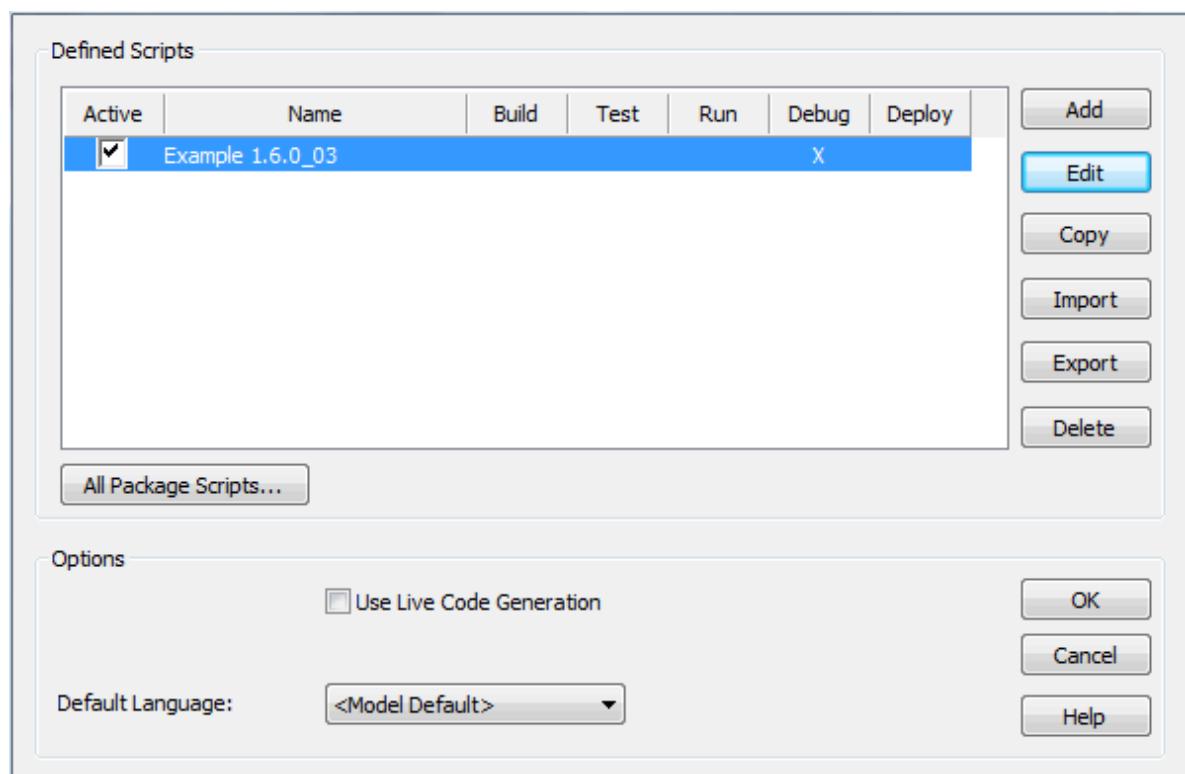 Defined Scripts
Active Name Build Test Run Debug Deploy
Example 1.6.0_03 X
Add
Edit
Copy
Import
Export
Delete
All Package Scripts...
Options
Use Live Code Generation
Default Language: <Model Default>
OK
Cancel
Help